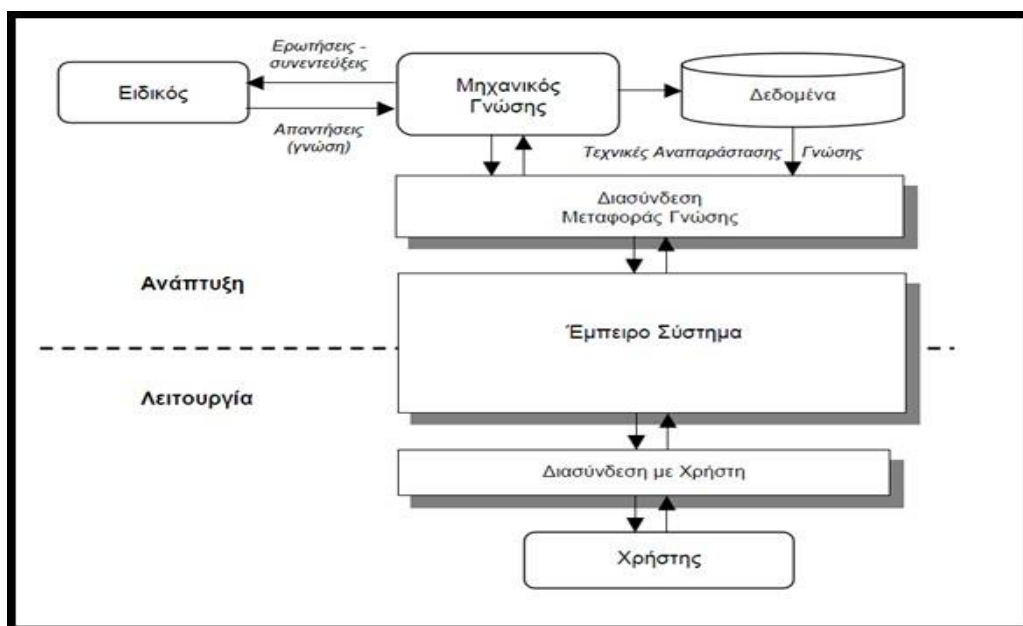 Ερωτήσεις -
συνεντεύξεις
Ειδικός
Μηχανικός
Γνώσης
Δεδομένα
Απαντήσεις
(γνώση)
Τεχνικές Αναπαράστασης Γνώσης
Διασύνδεση
Μεταφοράς Γνώσης
Ανάπτυξη
Έμπειρο Σύστημα
Λειτουργία
Διασύνδεση με Χρήστη
Χρήστης